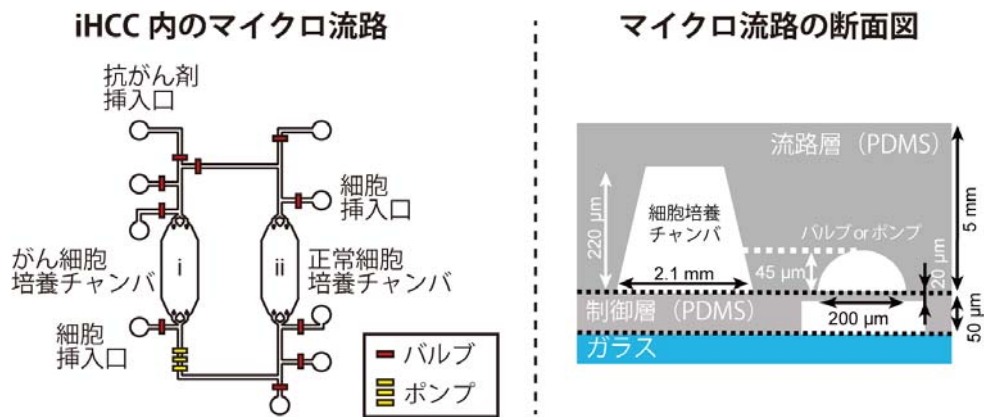 iHCC 内のマイクロ流路
抗がん剤
挿入口
細胞
挿入口
がん細胞
培養チャンバ
i
ii
正常細胞
培養チャンバ
細胞
挿入口
バルブ
ポンプ
マイクロ流路の断面図
流路層（PDMS）
細胞培養
チャンバ
バルブorポンプ
220 µm
2.1 mm
45 µm
20 µm
5 mm
制御層（PDMS）
200 µm
50 µm
ガラス